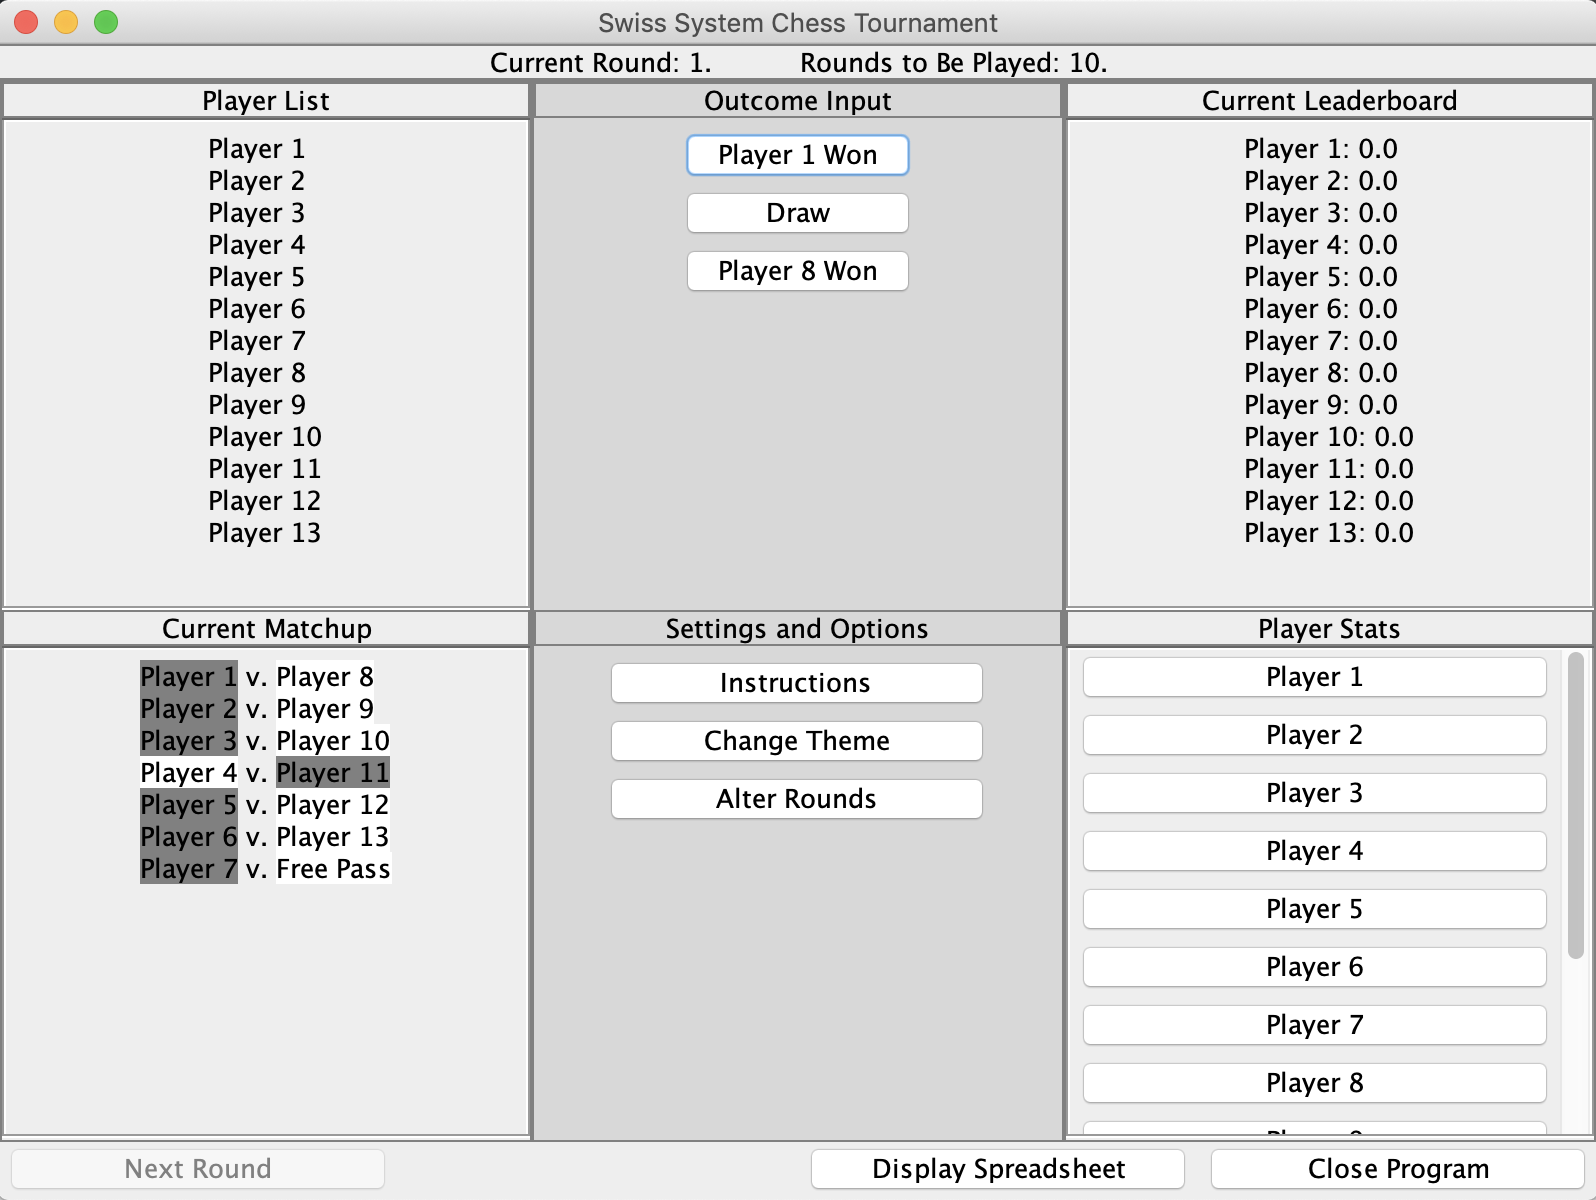 Swiss System Chess Tournament
Current Round: 1. Rounds to Be Played: 10.
Player List
Player 1
Player 2
Player 3
Player 4
Player 5
Player 6
Player 7
Player 8
Player 9
Player 10
Player 11
Player 12
Player 13
Outcome Input
Player 1 Won
Draw
Player 8 Won
Current Leaderboard
Player 1: 0.0
Player 2: 0.0
Player 3: 0.0
Player 4: 0.0
Player 5: 0.0
Player 6: 0.0
Player 7: 0.0
Player 8: 0.0
Player 9: 0.0
Player 10: 0.0
Player 11: 0.0
Player 12: 0.0
Player 13: 0.0
Current Matchup
Player 1 v. Player 8
Player 2 v. Player 9
Player 3 v. Player 10
Player 4 v. Player 11
Player 5 v. Player 12
Player 6 v. Player 13
Player 7 v. Free Pass
Settings and Options
Instructions
Change Theme
Alter Rounds
Player Stats
Player 1
Player 2
Player 3
Player 4
Player 5
Player 6
Player 7
Player 8
Next Round
Display Spreadsheet
Close Program